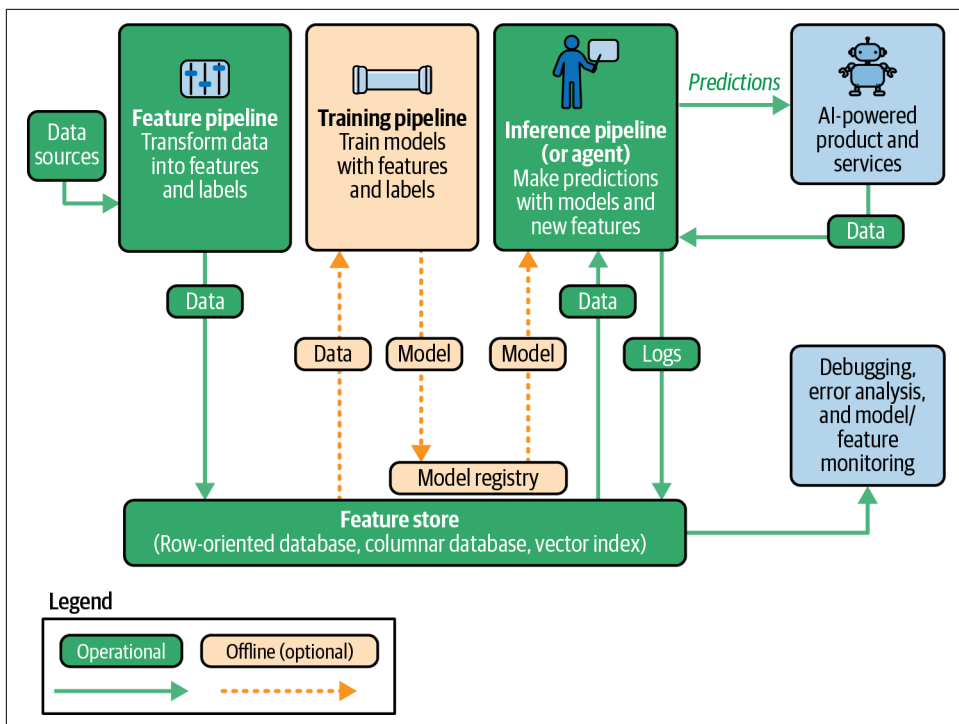 Feature pipeline
Transform data
into features
and labels
Training pipeline
Train models
with features
and labels
Inference pipeline
(or agent)
Make predictions
with models and
new features
Predictions
AI-powered
product and
services
Data
sources
Data
Data
Data
Model
Model
Data
Logs
Debugging,
error analysis,
and model/
feature
monitoring
Model registry
Feature store
(Row-oriented database, columnar database, vector index)
Legend
Operational
Offline (optional)